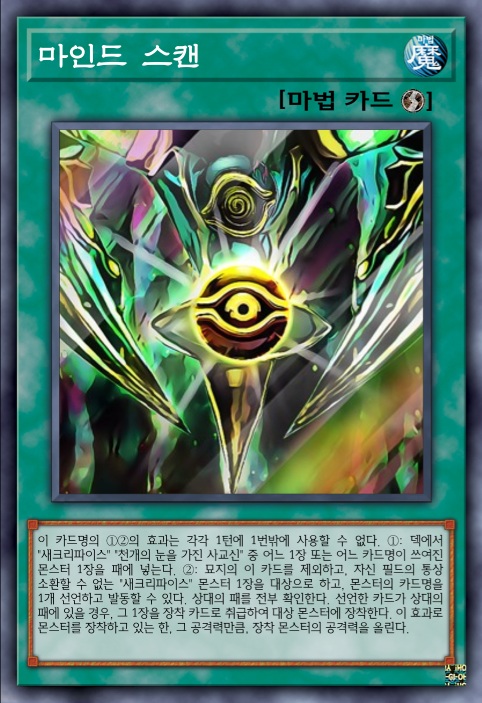 마인드 스캔
마법
魔
[마법 카드]
이 카드명의 ①②의 효과는 각각 1턴에 1번밖에 사용할 수 없다. ①: 덱에서
"새크리파이스" "천개의 눈을 가진 사교신" 중 어느 1장 또는 어느 카드명이 쓰여진
몬스터 1장을 패에 넣는다. ②: 묘지의 이 카드를 제외하고, 자신 필드의 통상
소환할 수 없는 "새크리파이스" 몬스터 1장을 대상으로 하고, 몬스터의 카드명을
1개 선언하고 발동할 수 있다. 상대의 패를 전부 확인한다. 선언한 카드가 상대의
패에 있을 경우, 그 1장을 장착 카드로 취급하여 대상 몬스터에 장착한다. 이 효과로
몬스터를 장착하고 있는 한, 그 공격력만큼, 장착 몬스터의 공격력을 올린다.